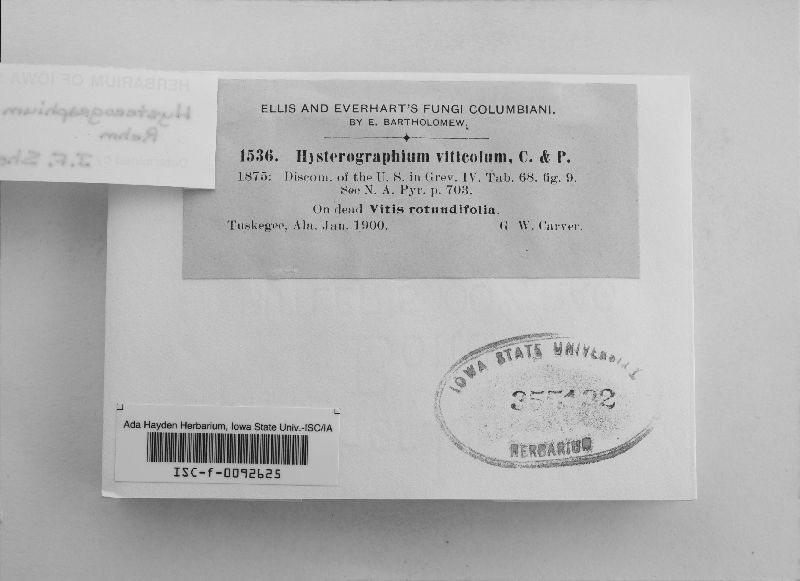 HERBARIUM OF IOWA
Hysterographium
Rehm
J.F. She
ELLIS AND EVERHART'S FUNGI COLUMBIANI.
BY E. BARTHOLOMEW.
1536. Hysterographium viticolum, C. & P.
1875: Discom. of the U. S. in Grev. IV. Tab. 68. fig. 9.
See N. A. Pyr. p. 703.
On dead Vitis rotundifolia.
Tuskegee, Ala. Jan. 1900. G. W. Carver.
IOWA STATE UNIVERSITY
HERBARIUM
Ada Hayden Herbarium, Iowa State Univ.-ISC/IA
ISC-f-0092625